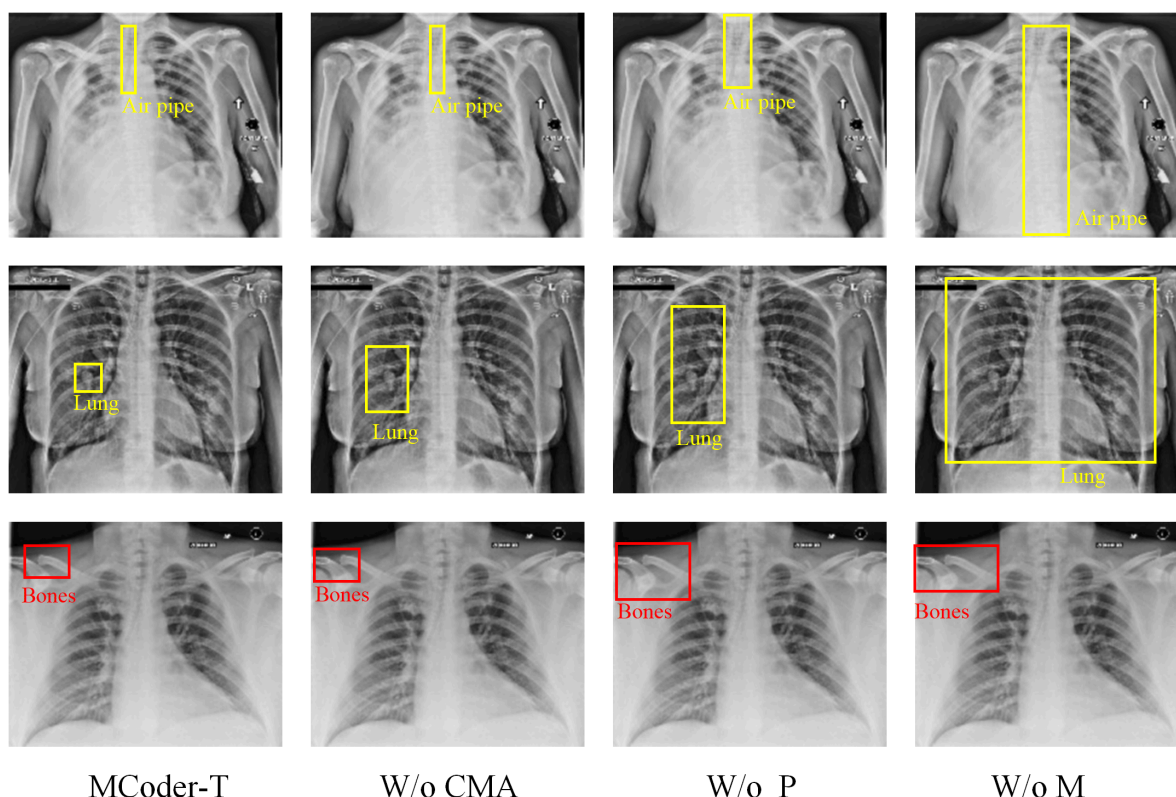 Air pipe
Air pipe
Air pipe
Air pipe
Lung
Lung
Lung
Lung
Bones
Bones
Bones
Bones
MCoder-T
W/o CMA
W/o P
W/o M